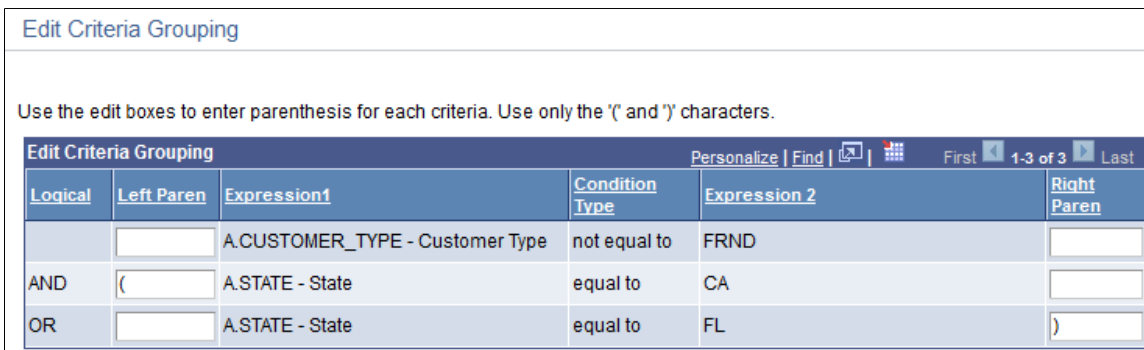 Edit Criteria Grouping
Use the edit boxes to enter parenthesis for each criteria. Use only the '(' and ')' characters.
Edit Criteria Grouping Personalize | Find | | First 1-3 of 3 Last
Logical Left Paren Expression1 Condition Type Expression 2 Right Paren
A.CUSTOMER_TYPE - Customer Type not equal to FRND
AND ( A.STATE - State equal to CA
OR A.STATE - State equal to FL )